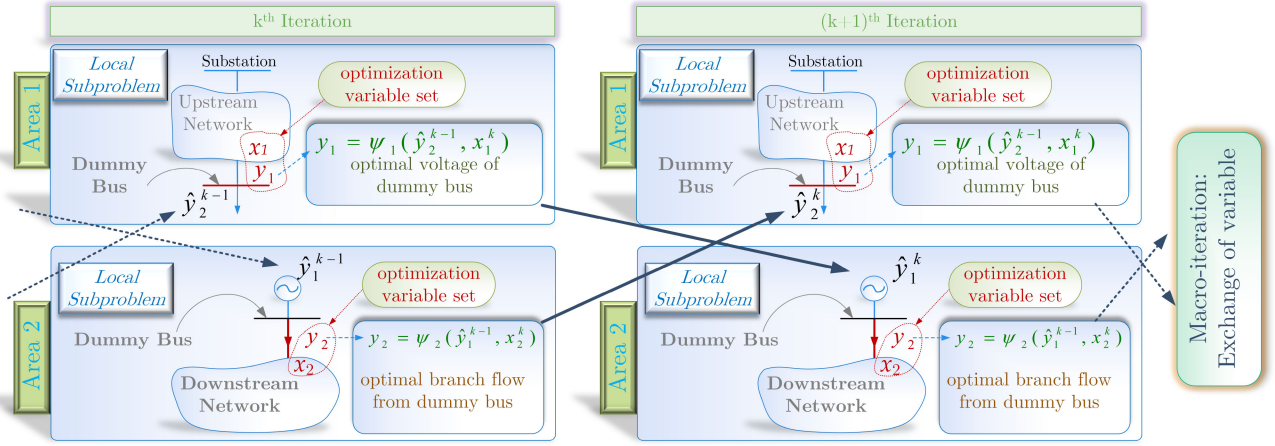 kᵗʰ Iteration
(k+1)ᵗʰ Iteration
Area 1
Local
Subproblem
Substation
Upstream
Network
optimization
variable set
x₁
y₁
Dummy
Bus
ŷ₂ᵏ⁻¹
y₁ = ψ₁(ŷ₂ᵏ⁻¹, x₁ᵏ)
optimal voltage of
dummy bus
Area 1
Local
Subproblem
Substation
Upstream
Network
optimization
variable set
x₁
y₁
Dummy
Bus
ŷ₂ᵏ
y₁ = ψ₁(ŷ₂ᵏ⁻¹, x₁ᵏ)
optimal voltage of
dummy bus
Area 2
Local
Subproblem
ŷ₁ᵏ⁻¹
optimization
variable set
Dummy Bus
y₂
x₂
y₂ = ψ₂(ŷ₁ᵏ⁻¹, x₂ᵏ)
Downstream
Network
optimal branch flow
from dummy bus
Area 2
Local
Subproblem
ŷ₁ᵏ
optimization
variable set
Dummy Bus
y₂
x₂
y₂ = ψ₂(ŷ₁ᵏ⁻¹, x₂ᵏ)
Downstream
Network
optimal branch flow
from dummy bus
Macro-iteration:
Exchange of variable